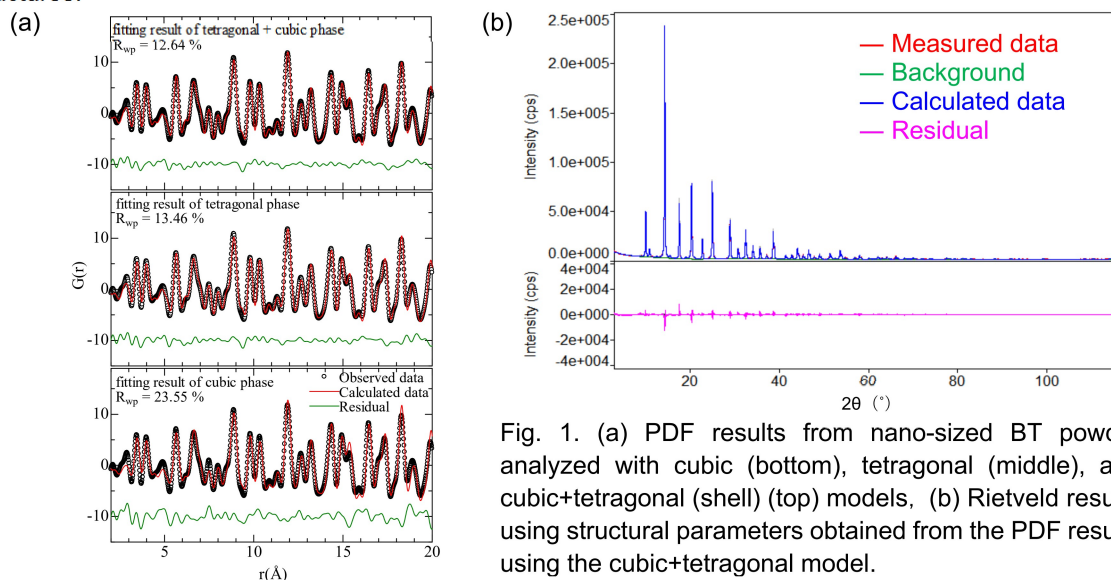 (a)
fitting result of tetragonal + cubic phase
Rwp = 12.64 %
10
0
-10
fitting result of tetragonal phase
Rwp = 13.46 %
10
0
-10
G(r)
fitting result of cubic phase
Rwp = 23.55 %
Observed data
Calculated data
Residual
10
0
-10
5 10 15 20
r(Å)
(b)
Measured data
Background
Calculated data
Residual
Intensity (cps)
2.5e+005
2.0e+005
1.5e+005
1.0e+005
5.0e+004
0.0e+000
Intensity (cps)
4e+004
2e+004
0e+000
-2e+004
-4e+004
20 40 60 80 100
2θ (°)
Fig. 1. (a) PDF results from nano-sized BT
analyzed with cubic (bottom), tetragonal (middle),
cubic+tetragonal (shell) (top) models, (b) Rietveld
using structural parameters obtained from the PDF
using the cubic+tetragonal model.